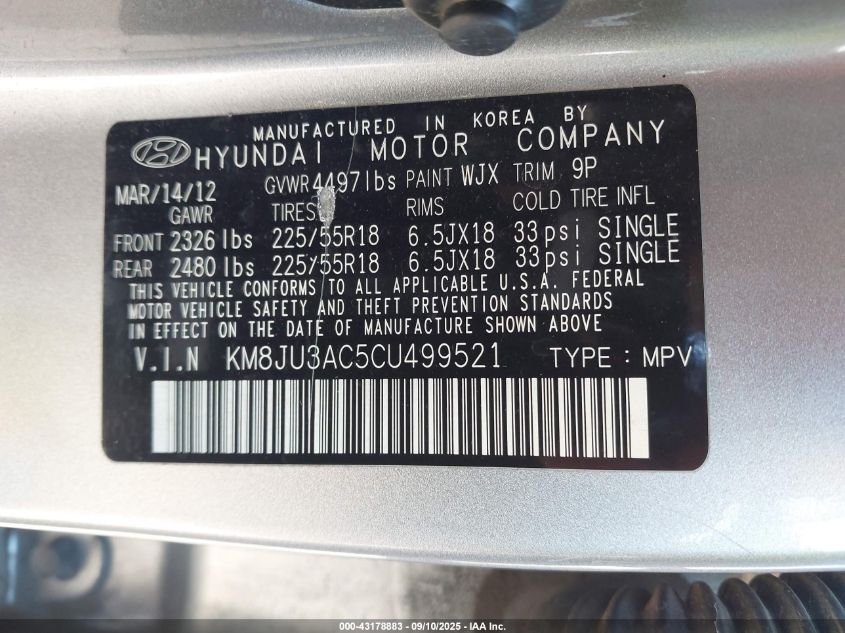 MANUFACTURED IN KOREA BY
HYUNDAI MOTOR COMPANY
MAR/14/12 GVWR 4497lbs PAINT WJX TRIM 9P
GAWR TIRES RIMS COLD TIRE INFL
FRONT 2326 lbs 225/55R18 6.5JX18 33psi SINGLE
REAR 2480 lbs 225/55R18 6.5JX18 33psi SINGLE
THIS VEHICLE CONFORMS TO ALL APPLICABLE U.S.A. FEDERAL
MOTOR VEHICLE SAFETY AND THEFT PREVENTION STANDARDS
IN EFFECT ON THE DATE OF MANUFACTURE SHOWN ABOVE
V.I.N KM8JU3AC5CU499521 TYPE : MPV
000-43178883 - 09/10/2025 - IAA Inc.